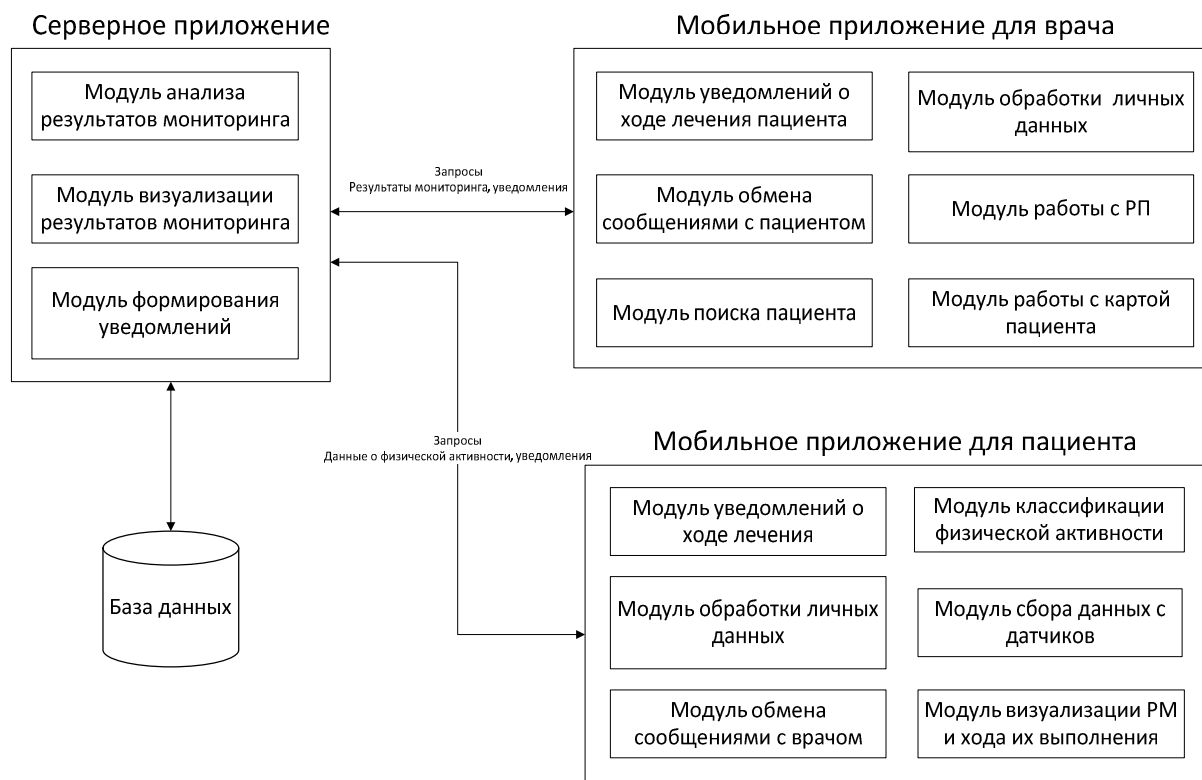 Серверное приложение
Модуль анализа
результатов мониторинга
Модуль визуализации
результатов мониторинга
Модуль формирования
уведомлений
База данных
Запросы
Результаты мониторинга, уведомления
Запросы
Данные о физической активности, уведомления
Мобильное приложение для врача
Модуль уведомлений о
ходе лечения пациента
Модуль обработки личных
данных
Модуль обмена
сообщениями с пациентом
Модуль работы с РП
Модуль поиска пациента
Модуль работы с картой
пациента
Мобильное приложение для пациента
Модуль уведомлений о
ходе лечения
Модуль классификации
физической активности
Модуль обработки личных
данных
Модуль сбора данных с
датчиков
Модуль обмена
сообщениями с врачом
Модуль визуализации РМ
и хода их выполнения